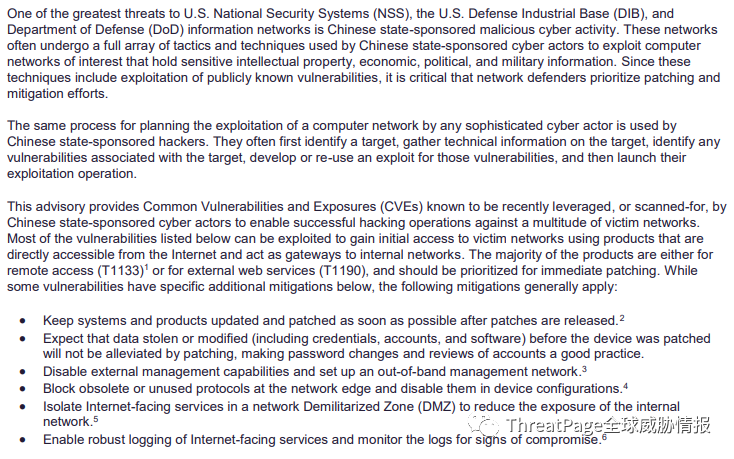 One of the greatest threats to U.S. National Security Systems (NSS), the U.S. Defense Industrial Base (DIB), and
Department of Defense (DoD) information networks is Chinese state-sponsored malicious cyber activity. These networks
often undergo a full array of tactics and techniques used by Chinese state-sponsored cyber actors to exploit computer
networks of interest that hold sensitive intellectual property, economic, political, and military information. Since these
techniques include exploitation of publicly known vulnerabilities, it is critical that network defenders prioritize patching and
mitigation efforts.
The same process for planning the exploitation of a computer network by any sophisticated cyber actor is used by
Chinese state-sponsored hackers. They often first identify a target, gather technical information on the target, identify any
vulnerabilities associated with the target, develop or re-use an exploit for those vulnerabilities, and then launch their
exploitation operation.
This advisory provides Common Vulnerabilities and Exposures (CVEs) known to be recently leveraged, or scanned-for, by
Chinese state-sponsored cyber actors to enable successful hacking operations against a multitude of victim networks.
Most of the vulnerabilities listed below can be exploited to gain initial access to victim networks using products that are
directly accessible from the Internet and act as gateways to internal networks. The majority of the products are either for
remote access (T1133)¹ or for external web services (T1190), and should be prioritized for immediate patching. While
some vulnerabilities have specific additional mitigations below, the following mitigations generally apply:
• Keep systems and products updated and patched as soon as possible after patches are released.²
• Expect that data stolen or modified (including credentials, accounts, and software) before the device was patched
will not be alleviated by patching, making password changes and reviews of accounts a good practice.
• Disable external management capabilities and set up an out-of-band management network.³
• Block obsolete or unused protocols at the network edge and disable them in device configurations.⁴
• Isolate Internet-facing services in a network Demilitarized Zone (DMZ) to reduce the exposure of the internal
network.⁵
• Enable robust logging of Internet-facing services and monitor the logs for signs of compromise.⁶
ThreatPage全球威胁情报